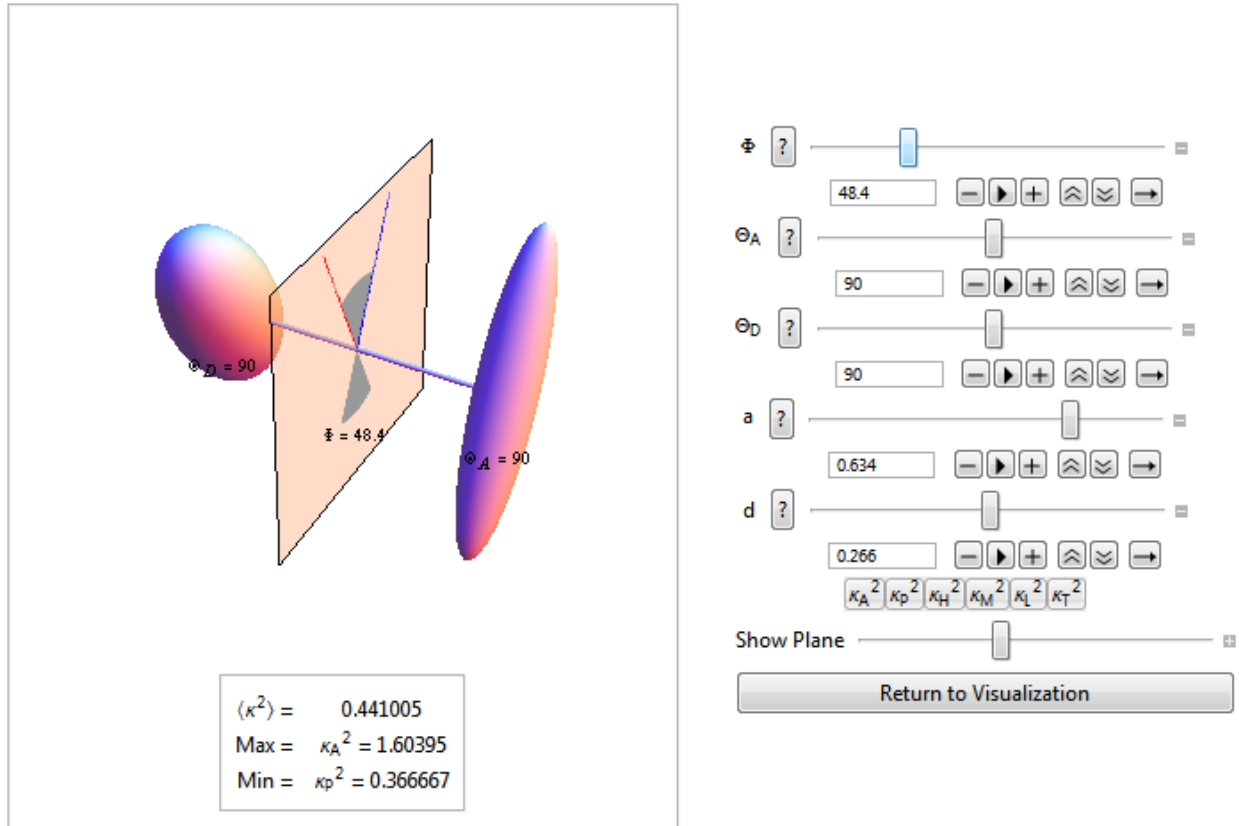 Φ ?
48.4
Θ_A ?
90
Θ_D ?
90
a ?
0.634
d ?
0.266
κ_A² κ_P² κ_H² κ_M² κ_L² κ_T²
Show Plane
Return to Visualization
Θ_D = 90
Φ = 48.4
Θ_A = 90
⟨κ²⟩ = 0.441005
Max = κ_A² = 1.60395
Min = κ_P² = 0.366667